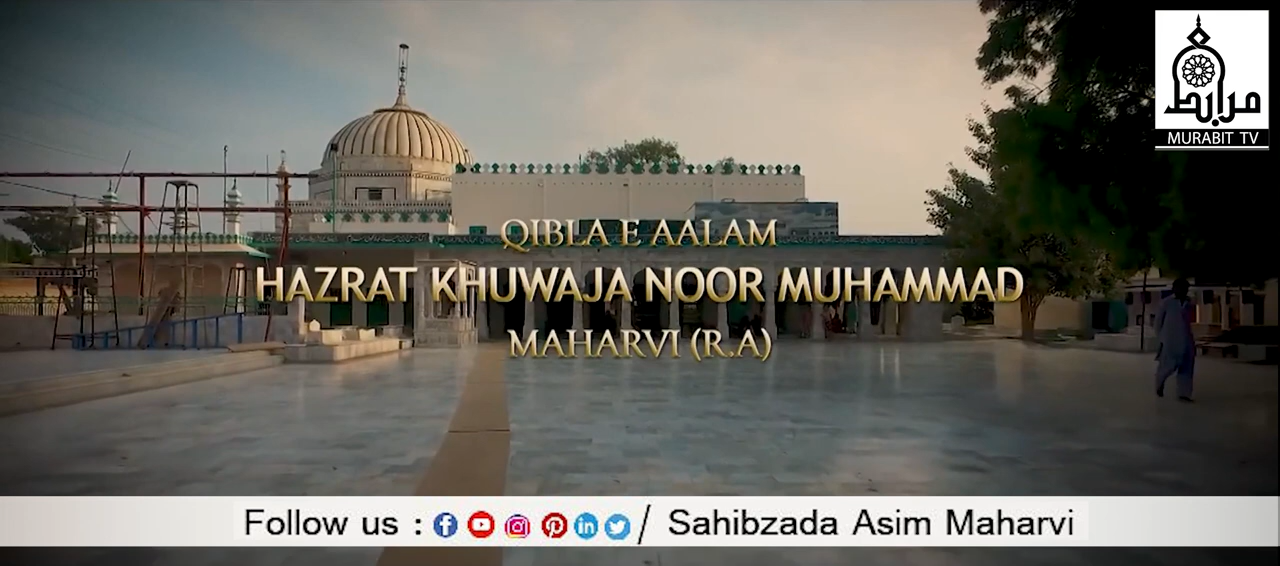 مرابط
MURABIT TV
QIBLA E AALAM
HAZRAT KHUWAJA NOOR MUHAMMAD
MAHARVI (R.A)
Follow us : / Sahibzada Asim Maharvi